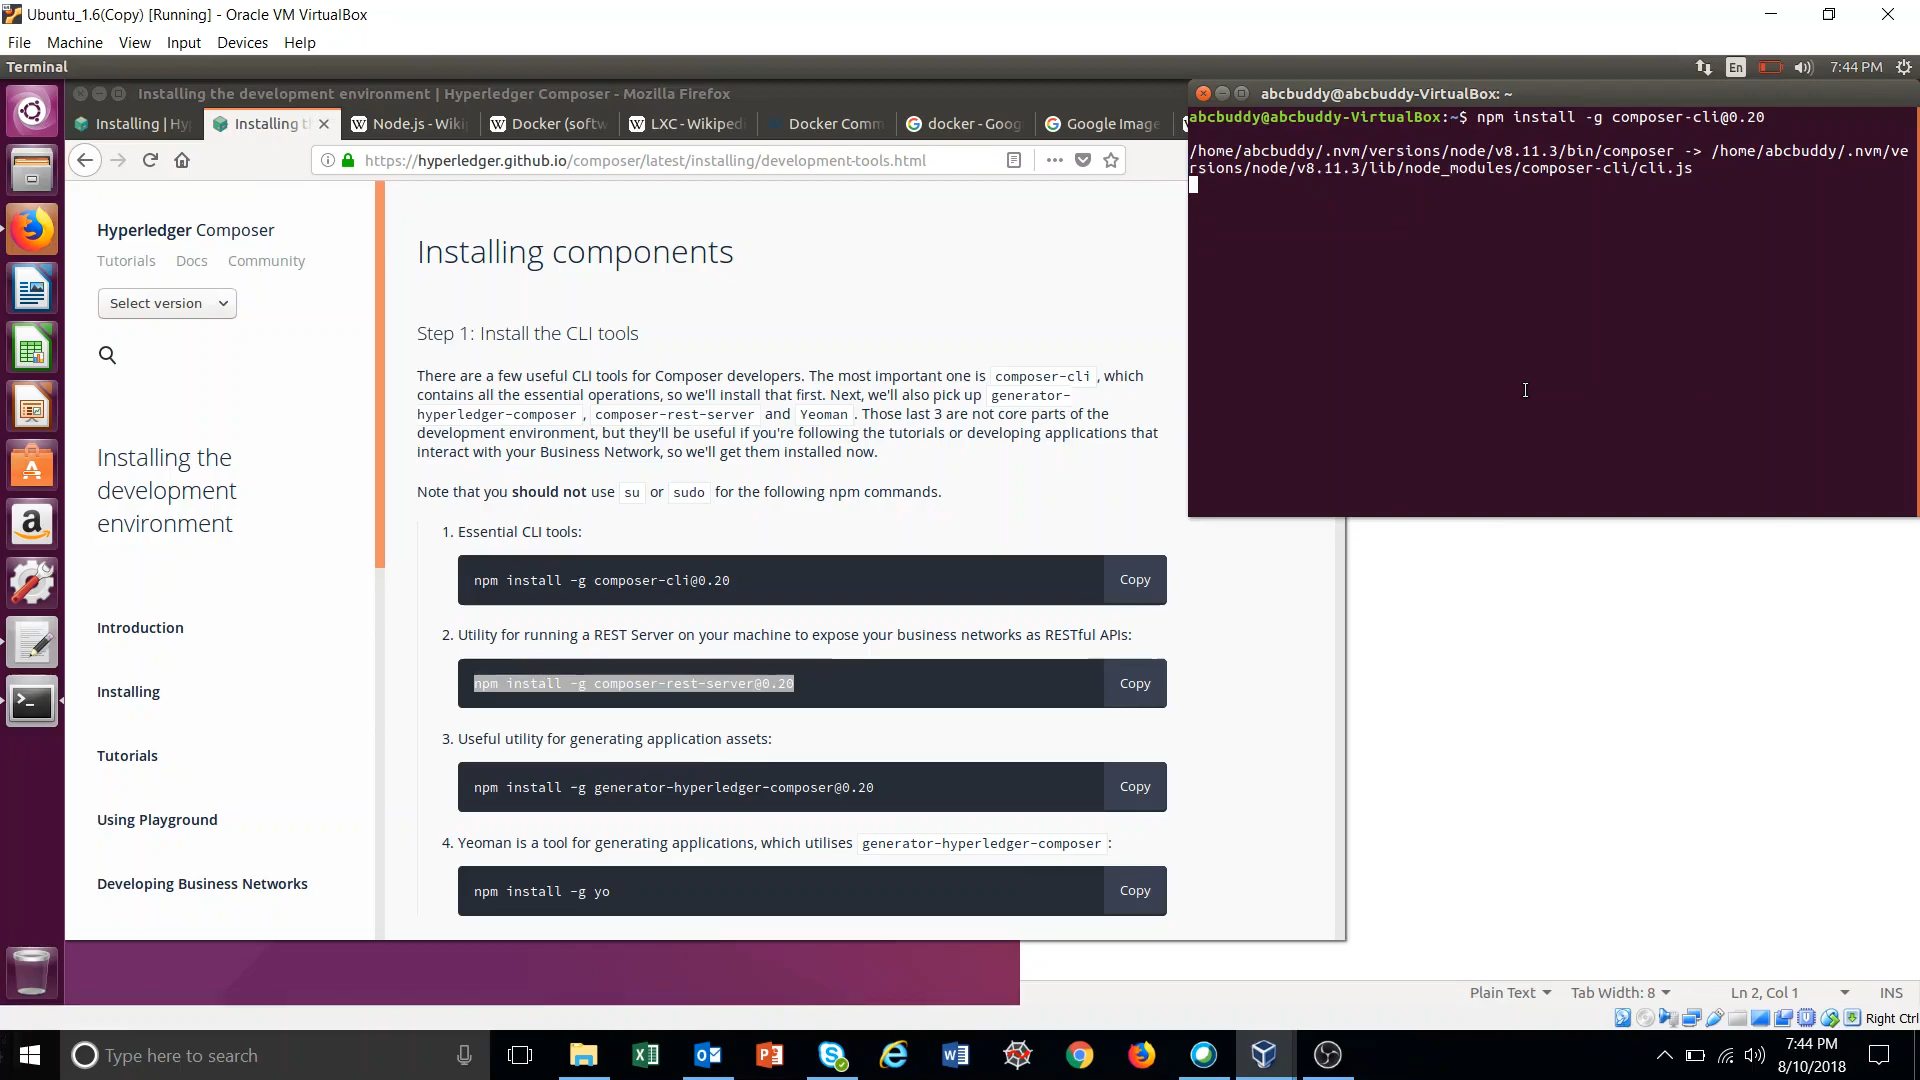 Ubuntu_1.6(Copy) [Running] - Oracle VM VirtualBox
File Machine View Input Devices Help
Terminal
En
7:44 PM
Installing the development environment | Hyperledger Composer - Mozilla Firefox
Installing | Hy
Installing t
Node.js - Wiki
Docker (softw
LXC - Wikiped
Docker Comm
docker - Goog
Google Image
https://hyperledger.github.io/composer/latest/installing/development-tools.html
abcbuddy@abcbuddy-VirtualBox: ~
abcbuddy@abcbuddy-VirtualBox:~$ npm install -g composer-cli@0.20
/home/abcbuddy/.nvm/versions/node/v8.11.3/bin/composer -> /home/abcbuddy/.nvm/ve
rsions/node/v8.11.3/lib/node_modules/composer-cli/cli.js
Hyperledger Composer
Tutorials Docs Community
Select version
Installing the
development
environment
Introduction
Installing
Tutorials
Using Playground
Developing Business Networks
Installing components
Step 1: Install the CLI tools
There are a few useful CLI tools for Composer developers. The most important one is composer-cli, which
contains all the essential operations, so we'll install that first. Next, we'll also pick up generator-
hyperledger-composer, composer-rest-server and Yeoman. Those last 3 are not core parts of the
development environment, but they'll be useful if you're following the tutorials or developing applications that
interact with your Business Network, so we'll get them installed now.
Note that you should not use su or sudo for the following npm commands.
1. Essential CLI tools:
npm install -g composer-cli@0.20
Copy
2. Utility for running a REST Server on your machine to expose your business networks as RESTful APIs:
npm install -g composer-rest-server@0.20
Copy
3. Useful utility for generating application assets:
npm install -g generator-hyperledger-composer@0.20
Copy
4. Yeoman is a tool for generating applications, which utilises generator-hyperledger-composer:
npm install -g yo
Copy
Plain Text
Tab Width: 8
Ln 2, Col 1
INS
Right Ctrl
Type here to search
7:44 PM
8/10/2018